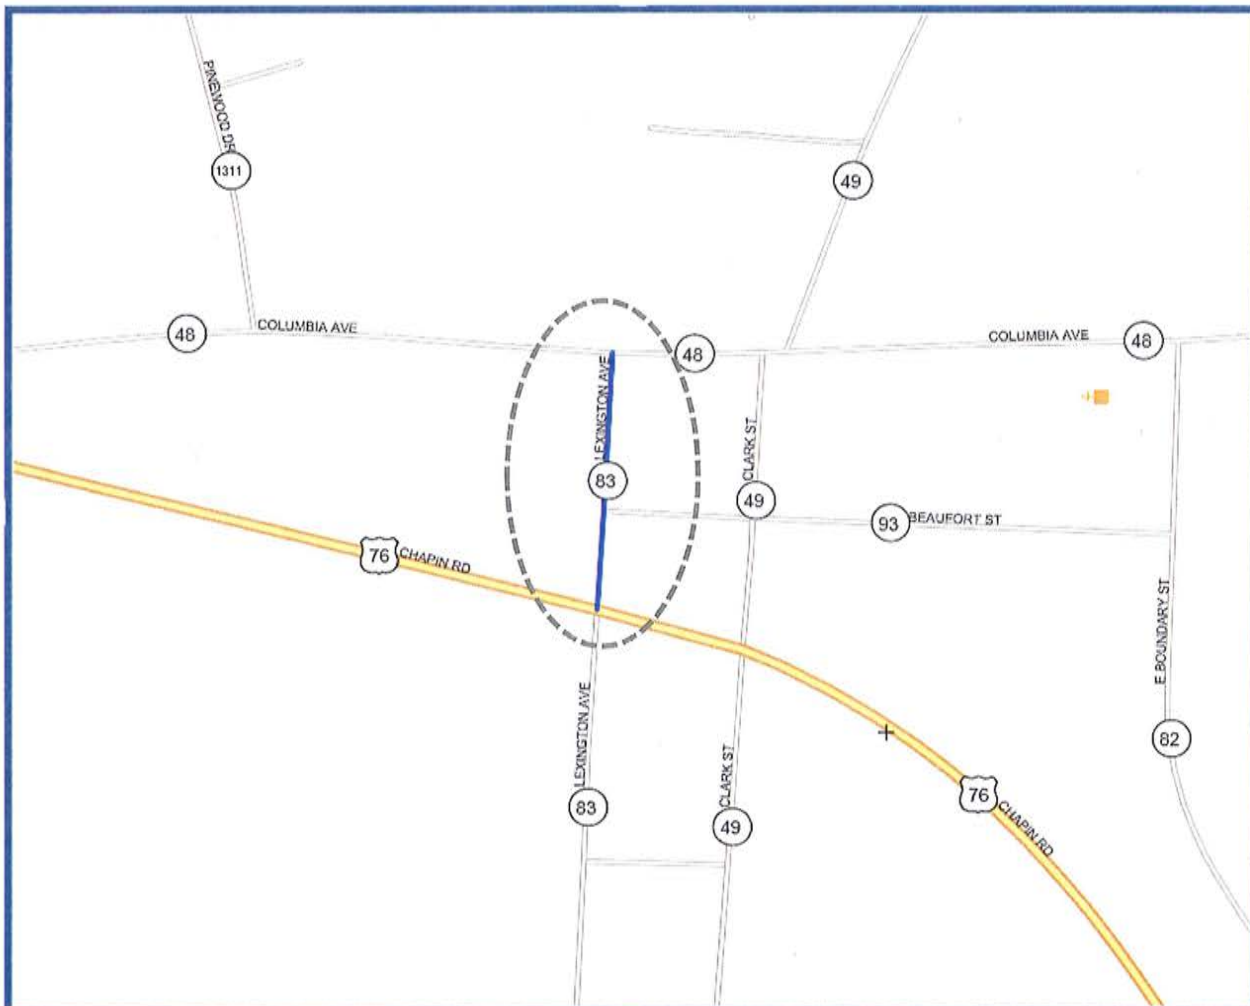 PINEWOOD DR
1311
49
48
COLUMBIA AVE
48
COLUMBIA AVE
48
LEXINGTON AVE
83
CLARK ST
49
93
BEAUFORT ST
76
CHAPIN RD
E BOUNDARY ST
82
LEXINGTON AVE
83
CLARK ST
49
76
CHAPIN RD